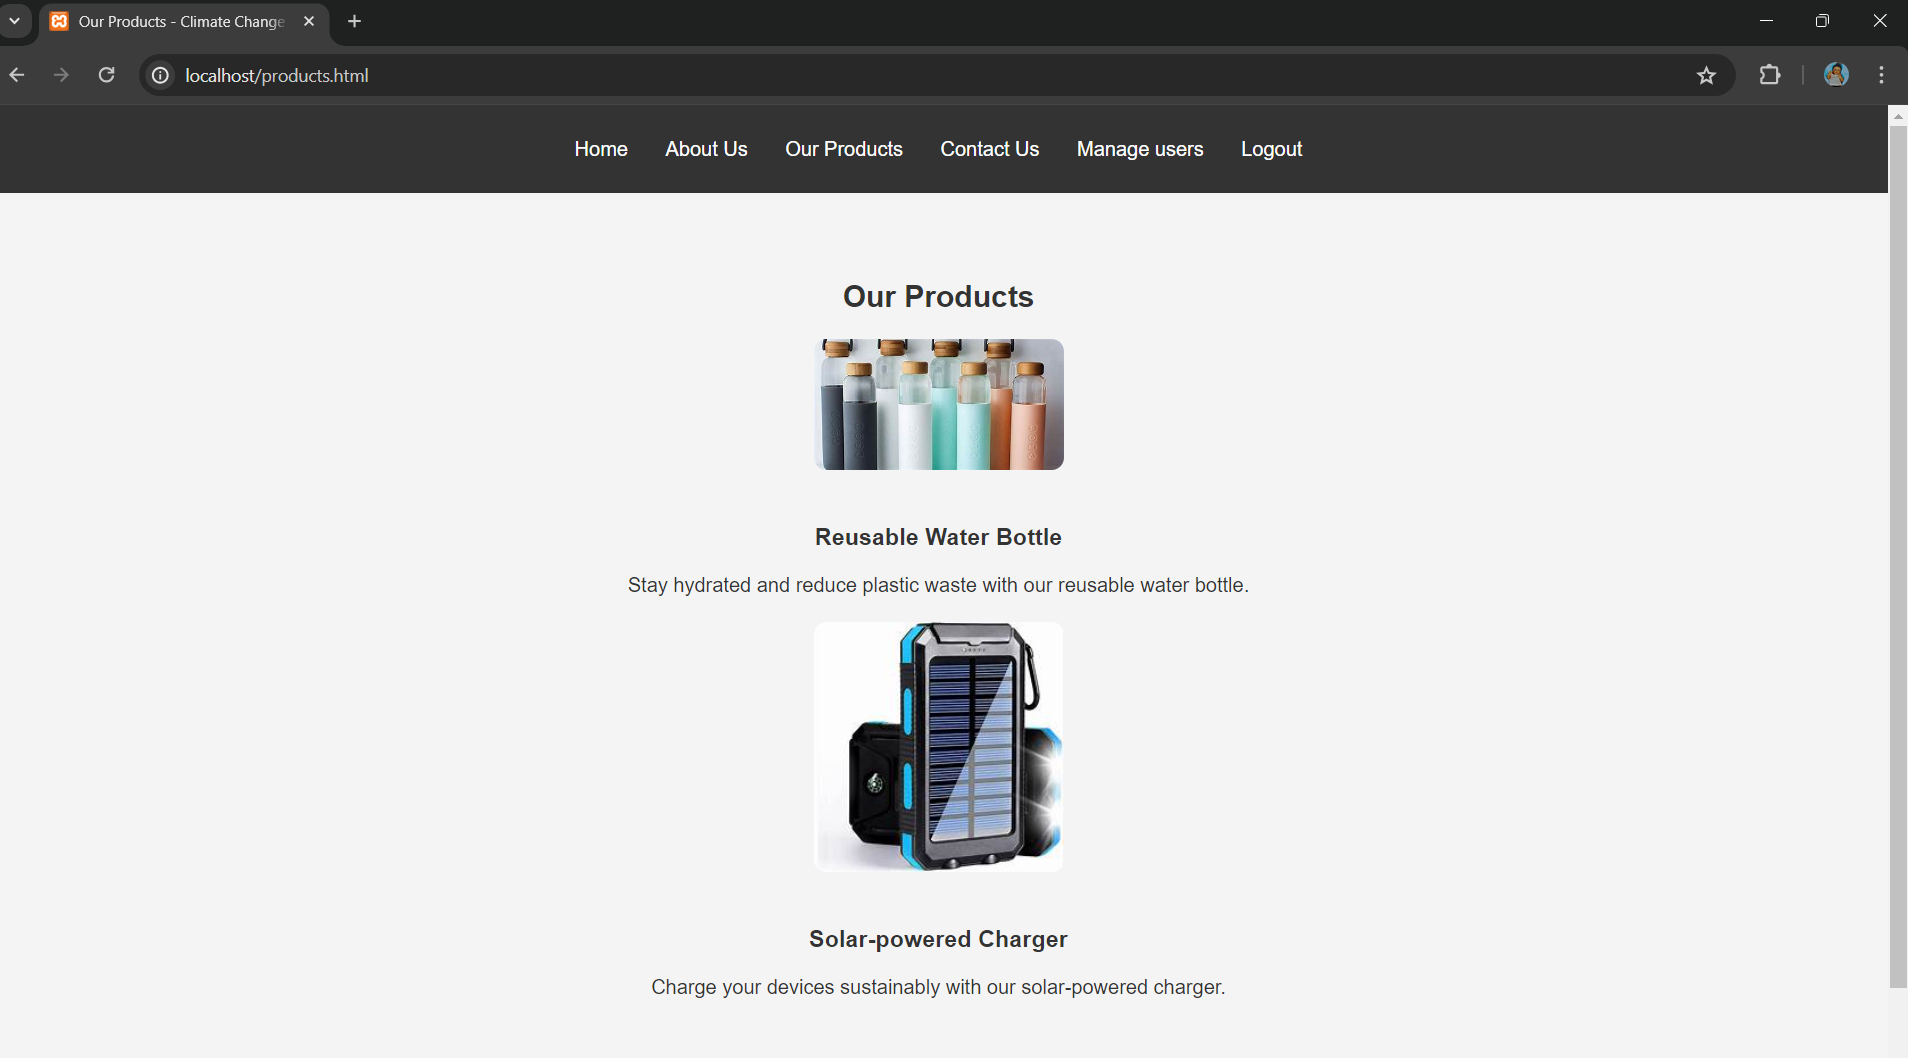 Our Products - Climate Change
localhost/products.html
Home About Us Our Products Contact Us Manage users Logout
Our Products
Reusable Water Bottle
Stay hydrated and reduce plastic waste with our reusable water bottle.
Solar-powered Charger
Charge your devices sustainably with our solar-powered charger.